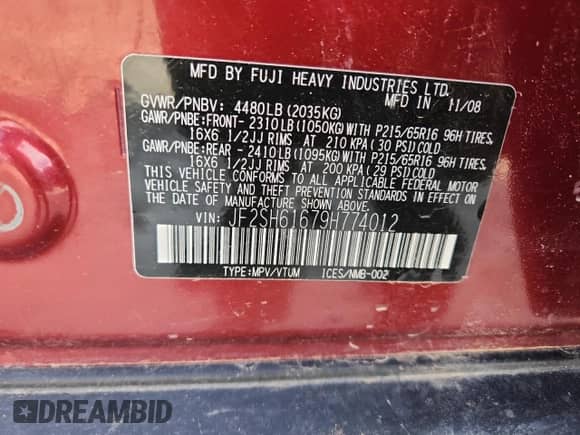 MFD BY FUJI HEAVY INDUSTRIES LTD.
MFD IN 11/08
GVWR/PNBV: 4480LB (2035KG)
GAWR/PNBE:FRONT- 2310LB(1050KG)WITH P215/65R16 96H TIRES,
16X6 1/2JJ RIMS AT 210 KPA(30 PSI)COLD
GAWR/PNBE:REAR - 2410LB(1095KG)WITH P215/65R16 96H TIRES,
16X6 1/2JJ RIMS AT 200 KPA(29 PSI)COLD
THIS VEHICLE CONFORMS TO ALL APPLICABLE FEDERAL MOTOR
VEHICLE SAFETY AND THEFT PREVENTION STANDARDS IN EFFECT ON
THE DATE OF MANUFACTURE SHOWN ABOVE.
VIN: JF2SH61679H774012
TYPE:MPV/VTUM ICES/NMB-002
DREAMBID